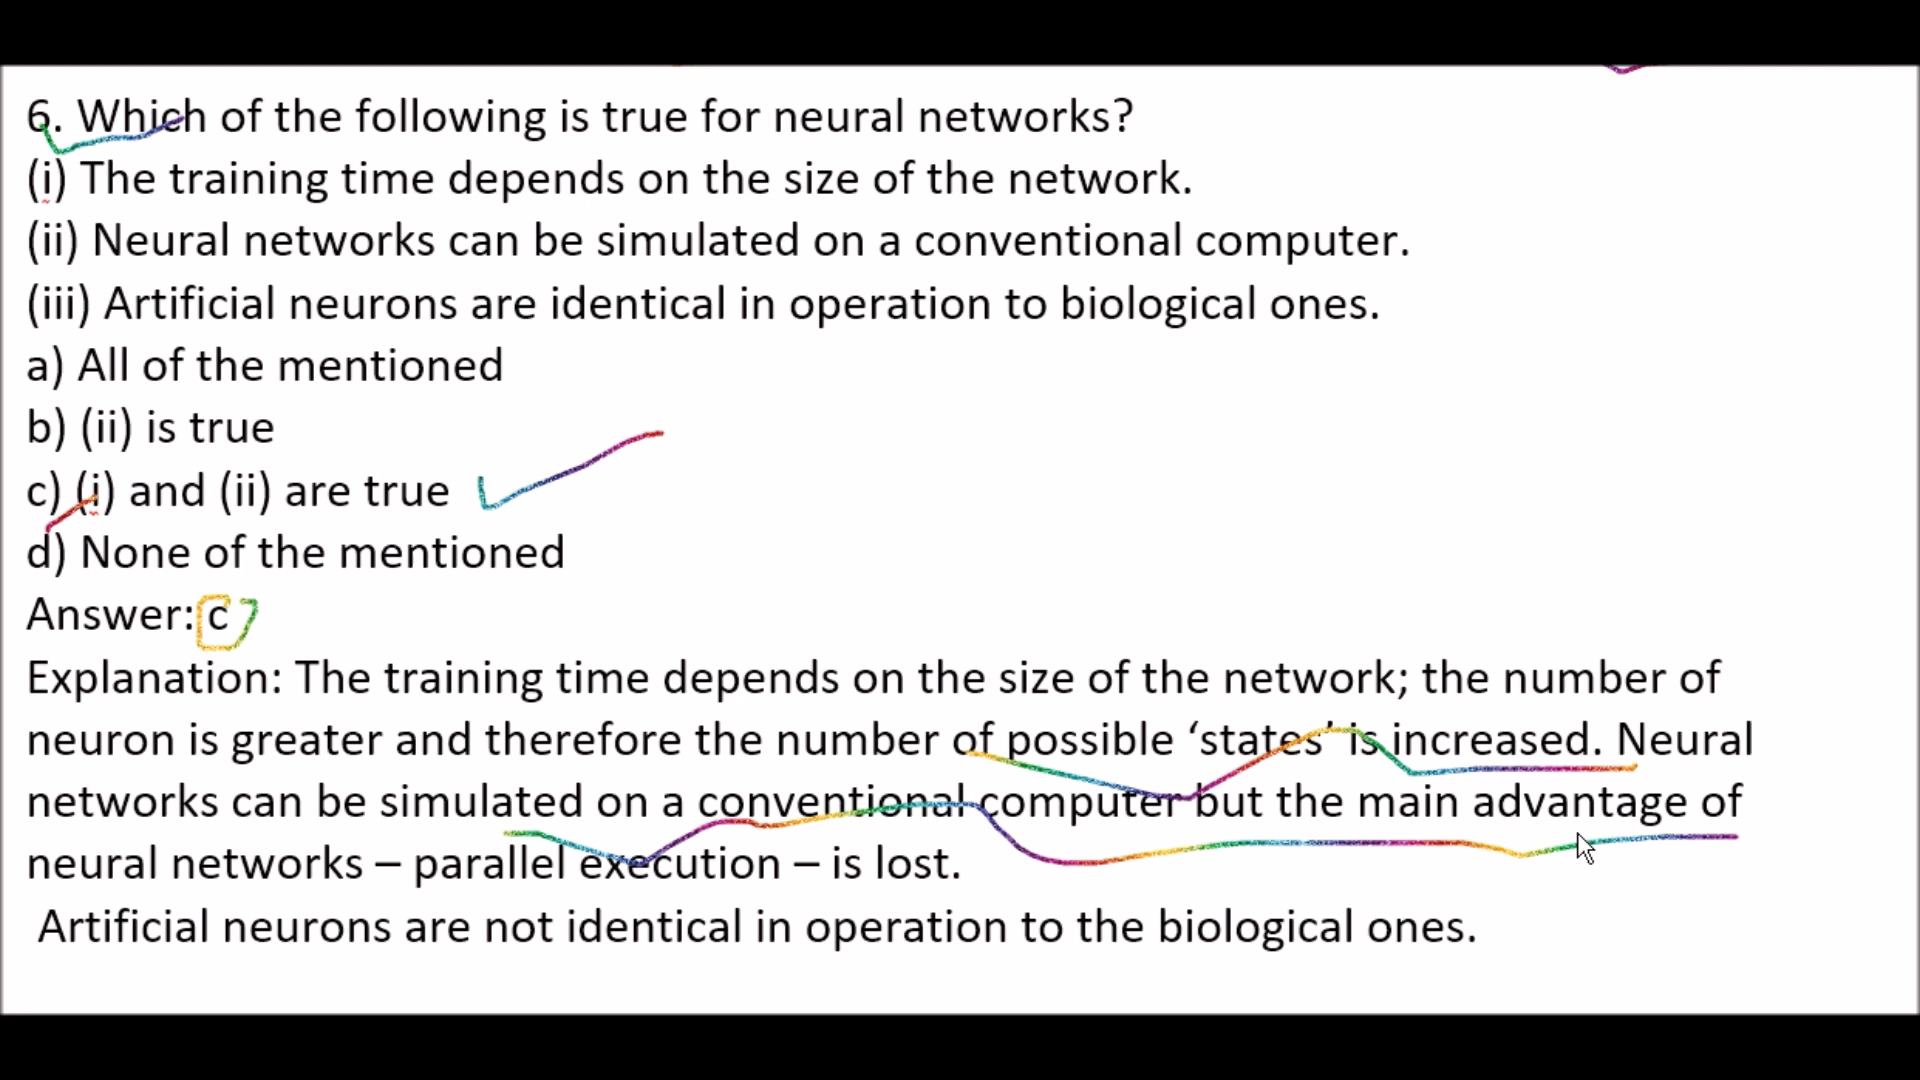 6. Which of the following is true for neural networks?
(i) The training time depends on the size of the network.
(ii) Neural networks can be simulated on a conventional computer.
(iii) Artificial neurons are identical in operation to biological ones.
a) All of the mentioned
b) (ii) is true
c) (i) and (ii) are true
d) None of the mentioned
Answer: c
Explanation: The training time depends on the size of the network; the number of
neuron is greater and therefore the number of possible ‘states’ is increased. Neural
networks can be simulated on a conventional computer but the main advantage of
neural networks – parallel execution – is lost.
Artificial neurons are not identical in operation to the biological ones.